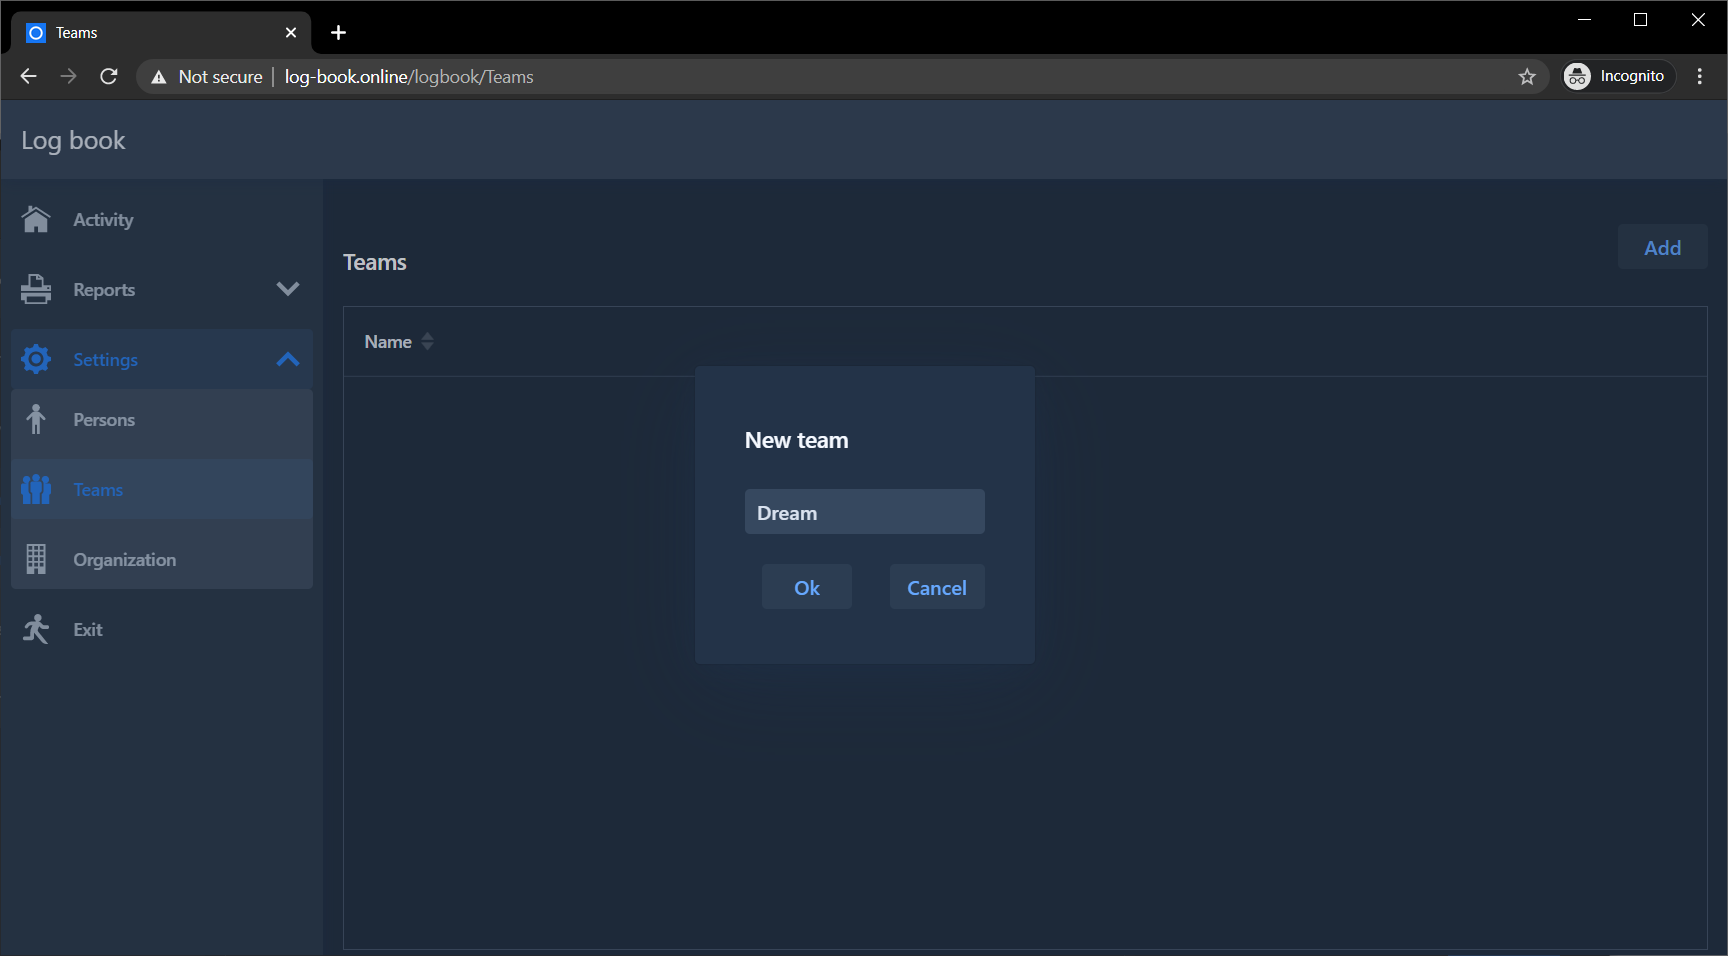 Teams
Not secure
log-book.online/logbook/Teams
Incognito
Log book
Activity
Reports
Settings
Persons
Teams
Organization
Exit
Teams
Add
Name
New team
Dream
Ok
Cancel